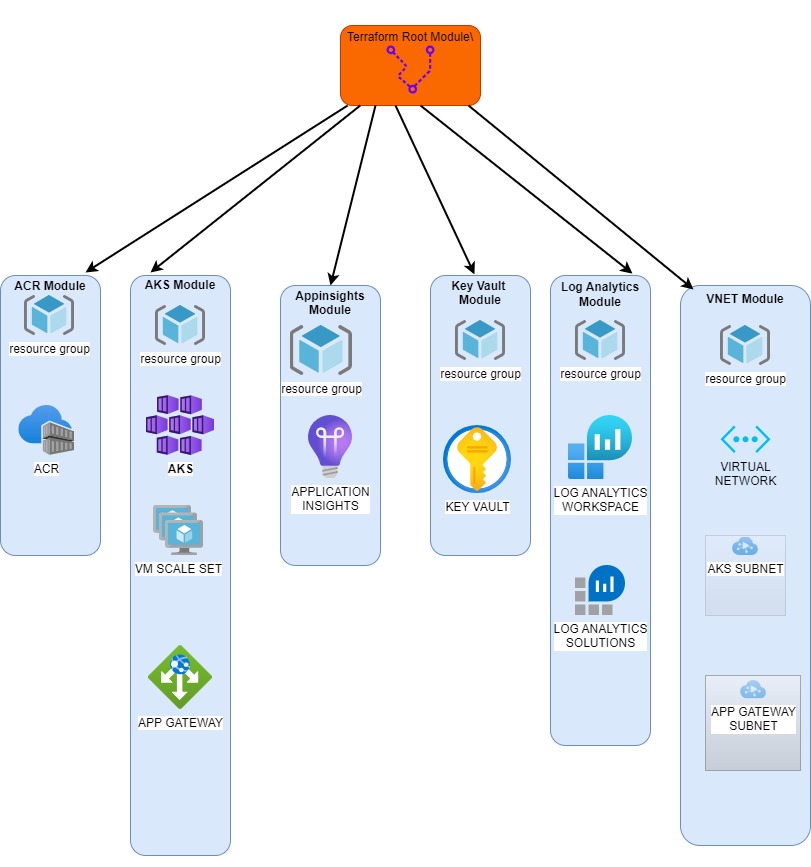 Terraform Root Module\
ACR Module
resource group
ACR
AKS Module
resource group
AKS
VM SCALE SET
APP GATEWAY
Appinsights
Module
resource group
APPLICATION
INSIGHTS
Key Vault
Module
resource group
KEY VAULT
Log Analytics
Module
resource group
LOG ANALYTICS
WORKSPACE
LOG ANALYTICS
SOLUTIONS
VNET Module
resource group
VIRTUAL
NETWORK
AKS SUBNET
APP GATEWAY
SUBNET